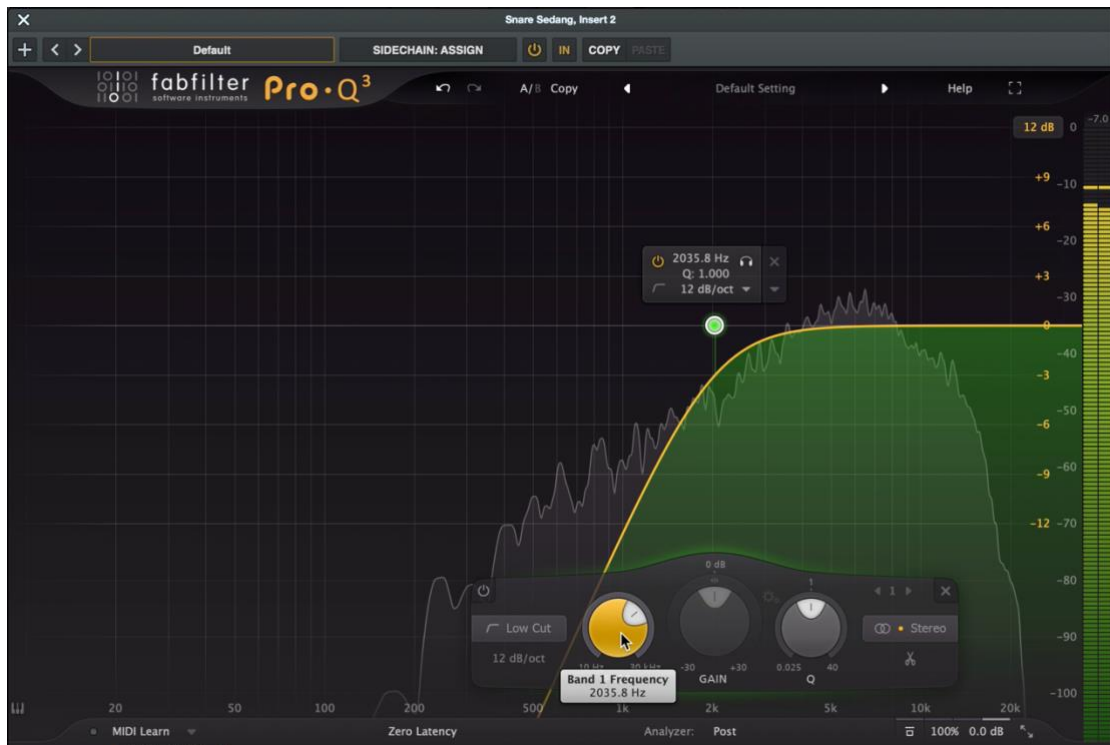 Snare Sedang, Insert 2
Default SIDECHAIN: ASSIGN IN COPY PASTE
fabfilter Pro·Q³ A/B Copy Default Setting Help
software instruments
12 dB 0 -7.0
+9 -10
+6 -20
2035.8 Hz
Q: 1.000
12 dB/oct
+3 -30
0 -40
-3 -50
-6
-9 -60
-12 -70
0 dB 1
-80
1
Low Cut Stereo
12 dB/oct
-90
10 Hz 30 kHz -30 +30 0.025 40
GAIN Q
Band 1 Frequency
2035.8 Hz
-100
20 50 100 200 500 1k 2k 5k 10k 20k
MIDI Learn Zero Latency Analyzer: Post 100% 0.0 dB